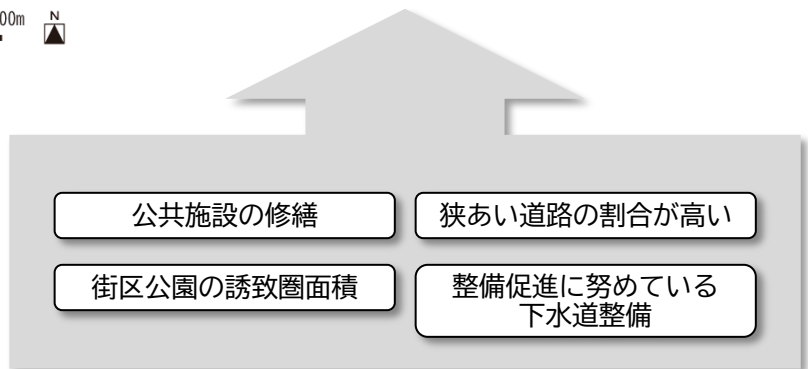 00m N
公共施設の修繕
狭あい道路の割合が高い
街区公園の誘致圏面積
整備促進に努めている
下水道整備